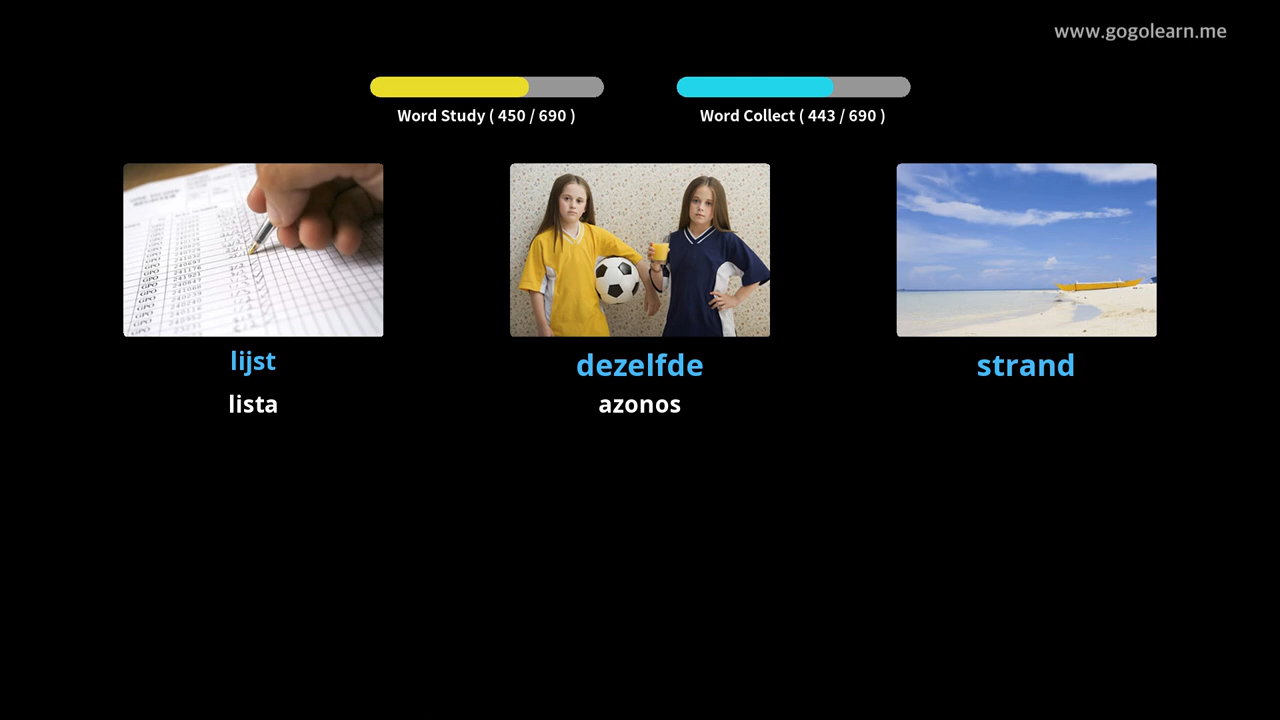 www.gogolearn.me
Word Study ( 450 / 690 )
Word Collect ( 443 / 690 )
lijst
dezelfde
strand
lista
azonos